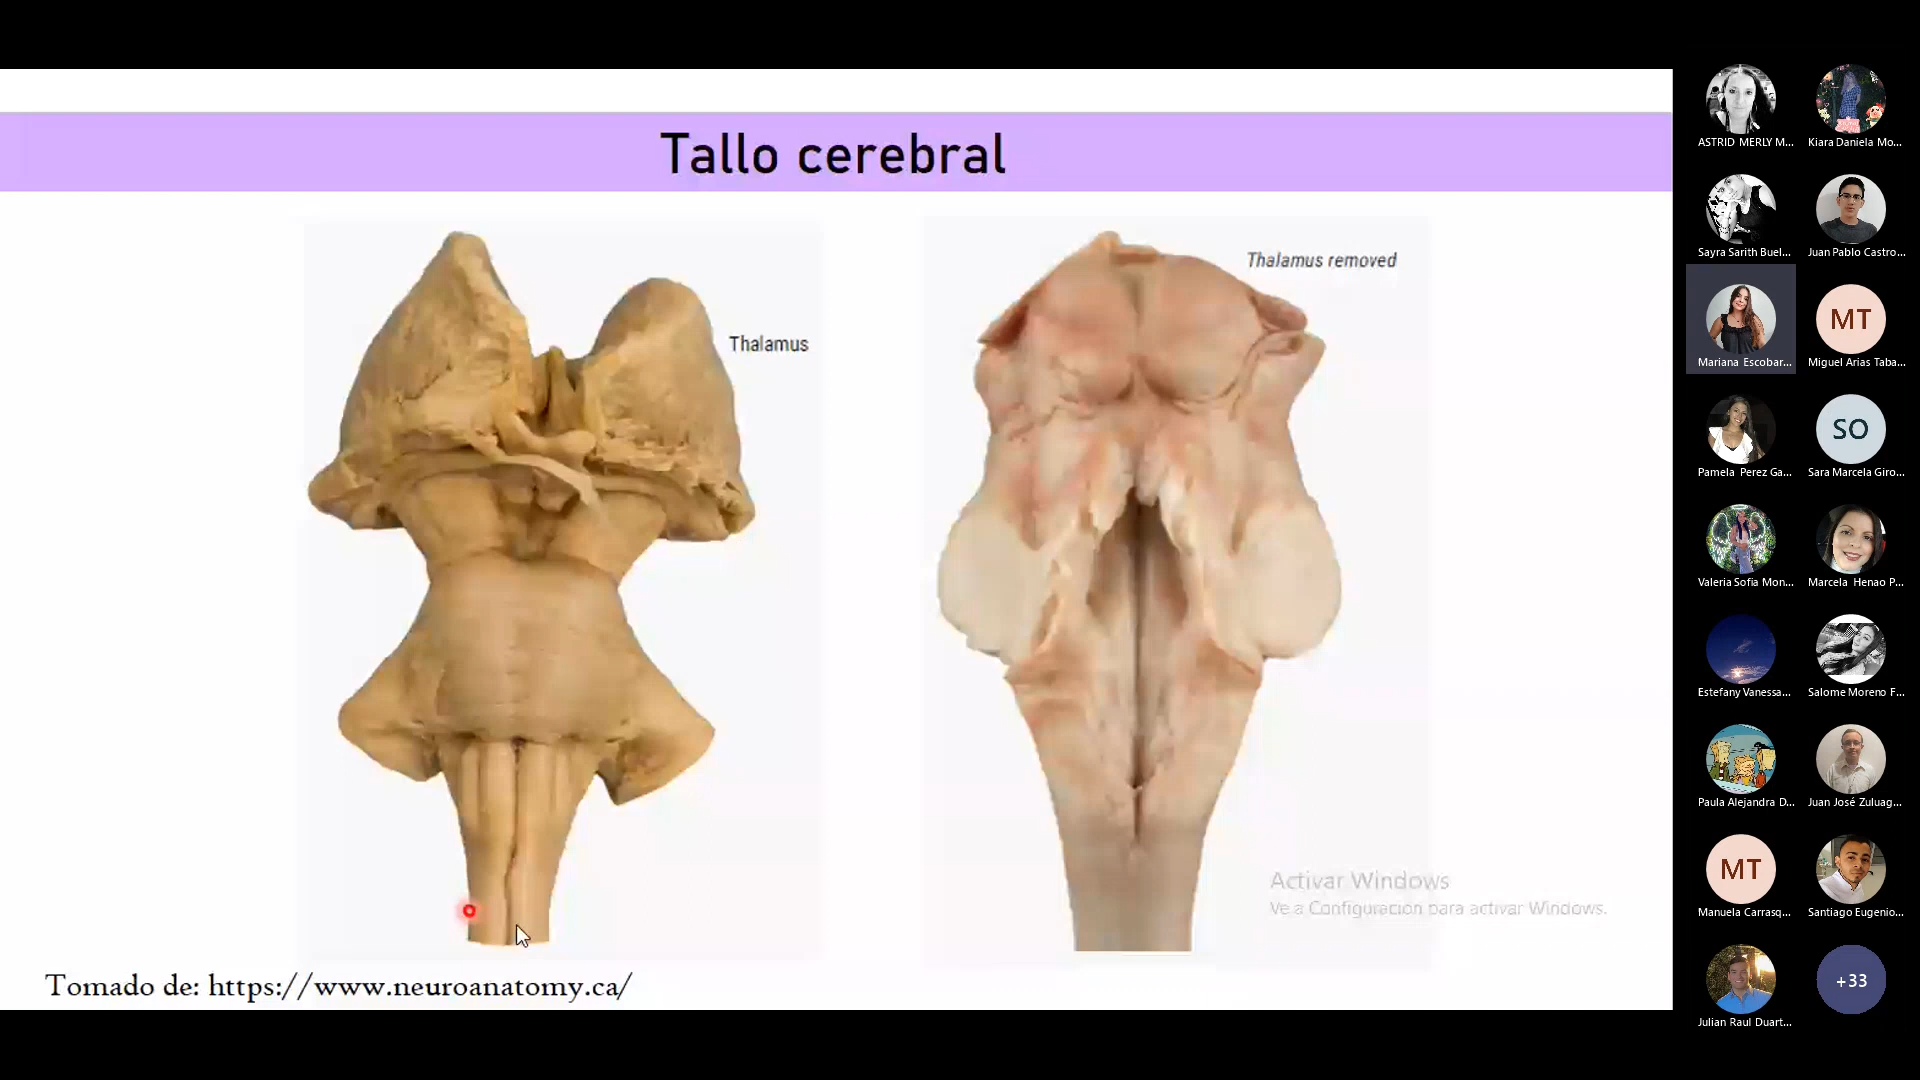 Tallo cerebral
Thalamus removed
Thalamus
Activar Windows
Ve a Configuración para activar Windows.
Tomado de: https://www.neuroanatomy.ca/
ASTRID MERLY M...
Kiara Daniela Mo...
Sayra Sarith Buel...
Juan Pablo Castro...
Mariana Escobar...
MT
Miguel Arias Taba...
Pamela Perez Ga...
SO
Sara Marcela Giro...
Valeria Sofia Mon...
Marcela Henao P...
Estefany Vanessa...
Salome Moreno F...
Paula Alejandra D...
Juan José Zuluag...
MT
Manuela Carrasq...
Santiago Eugenio...
Julian Raul Duart...
+33